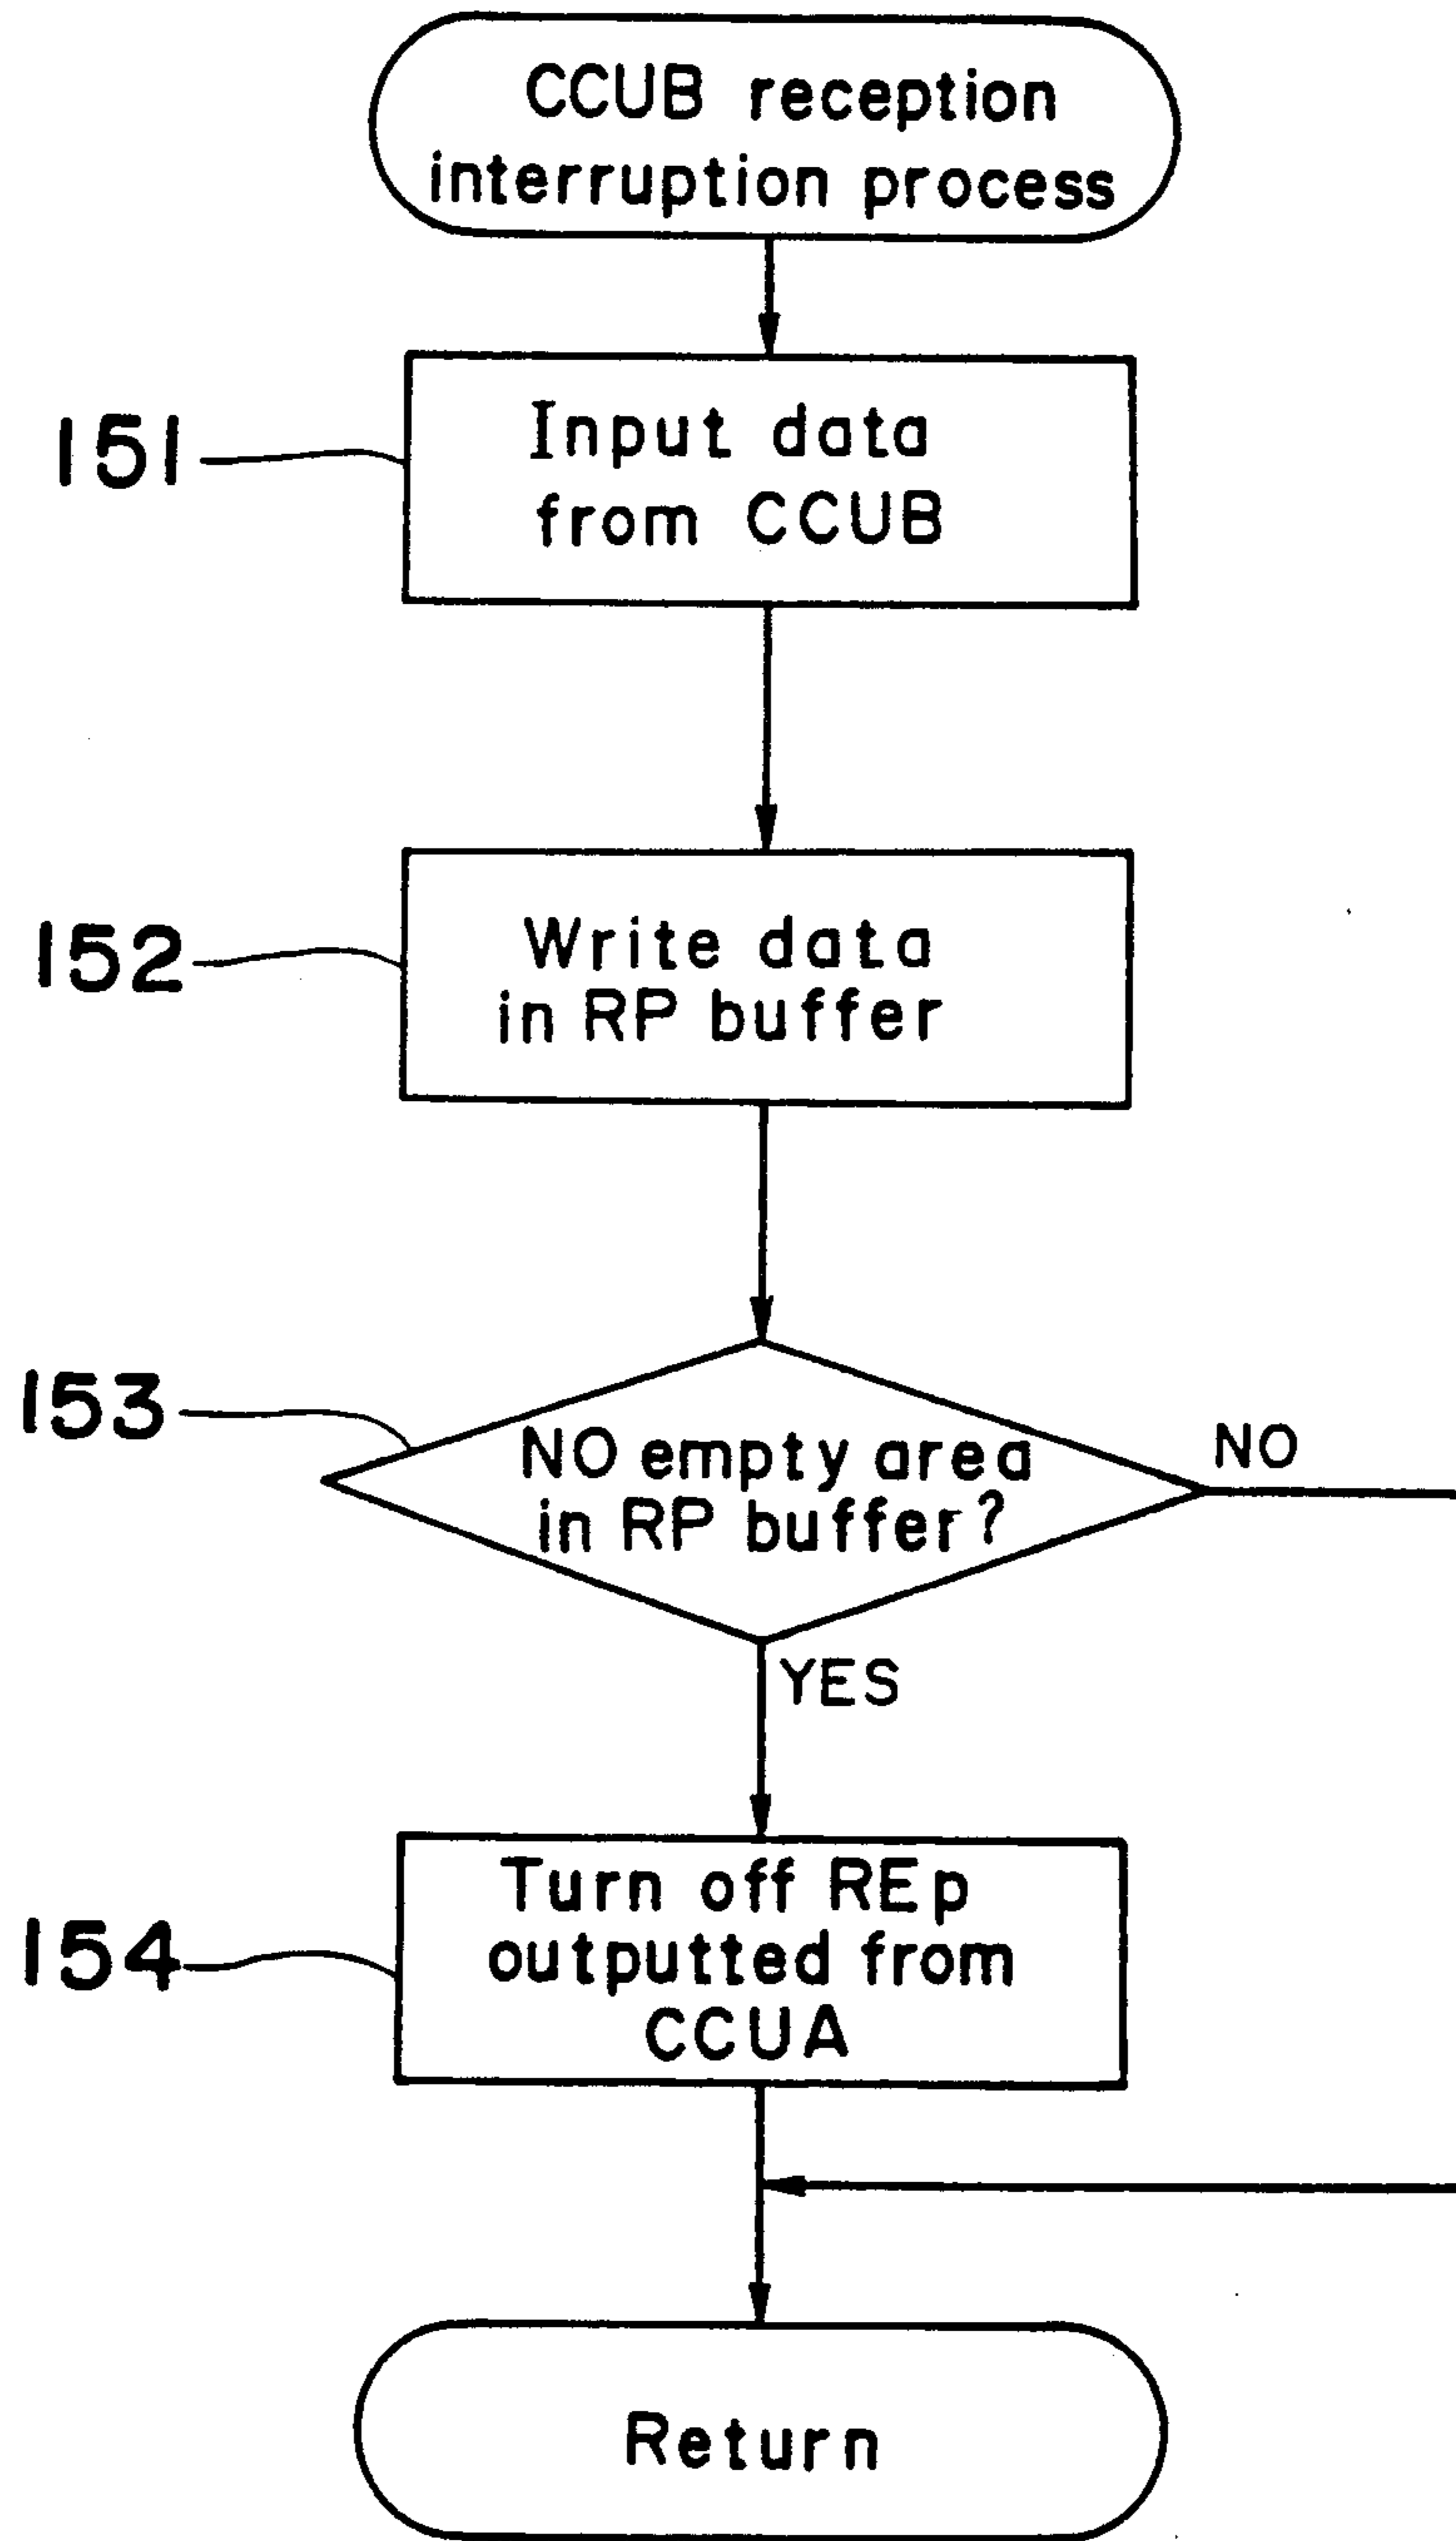 CCUB reception
interruption process
151
Input data
from CCUB
152
Write data
in RP buffer
153
NO empty area
in RP buffer?
NO
YES
154
Turn off REp
outputted from
CCUA
Return